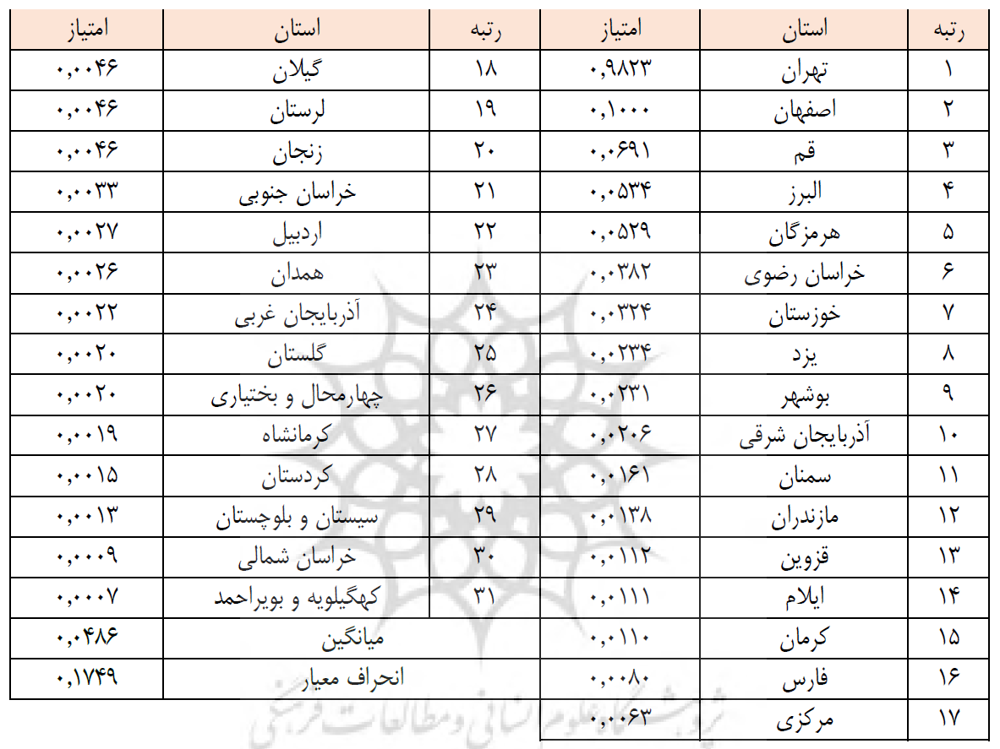 رتبه استان امتیاز رتبه استان امتیاز
۱ تهران ۰,۹۸۲۳ ۱۸ گیلان ۰,۰۰۴۶
۲ اصفهان ۰,۱۰۰۰ ۱۹ لرستان ۰,۰۰۴۶
۳ قم ۰,۰۶۹۱ ۲۰ زنجان ۰,۰۰۴۶
۴ البرز ۰,۰۵۳۴ ۲۱ خراسان جنوبی ۰,۰۰۳۳
۵ هرمزگان ۰,۰۵۲۹ ۲۲ اردبیل ۰,۰۰۲۷
۶ خراسان رضوی ۰,۰۳۸۲ ۲۳ همدان ۰,۰۰۲۶
۷ خوزستان ۰,۰۳۲۴ ۲۴ آذربایجان غربی ۰,۰۰۲۲
۸ یزد ۰,۰۲۳۴ ۲۵ گلستان ۰,۰۰۲۰
۹ بوشهر ۰,۰۲۳۱ ۲۶ چهارمحال و بختیاری ۰,۰۰۲۰
۱۰ آذربایجان شرقی ۰,۰۲۰۶ ۲۷ کرمانشاه ۰,۰۰۱۹
۱۱ سمنان ۰,۰۱۶۱ ۲۸ کردستان ۰,۰۰۱۵
۱۲ مازندران ۰,۰۱۳۸ ۲۹ سیستان و بلوچستان ۰,۰۰۱۳
۱۳ قزوین ۰,۰۱۱۲ ۳۰ خراسان شمالی ۰,۰۰۰۹
۱۴ ایلام ۰,۰۱۱۱ ۳۱ کهگیلویه و بویراحمد ۰,۰۰۰۷
۱۵ کرمان ۰,۰۱۱۰ میانگین ۰,۰۴۸۶
۱۶ فارس ۰,۰۰۸۰ انحراف معیار ۰,۱۷۴۹
۱۷ مرکزی ۰,۰۰۶۳
پژوهشگاه علوم انسانی و مطالعات فرهنگی